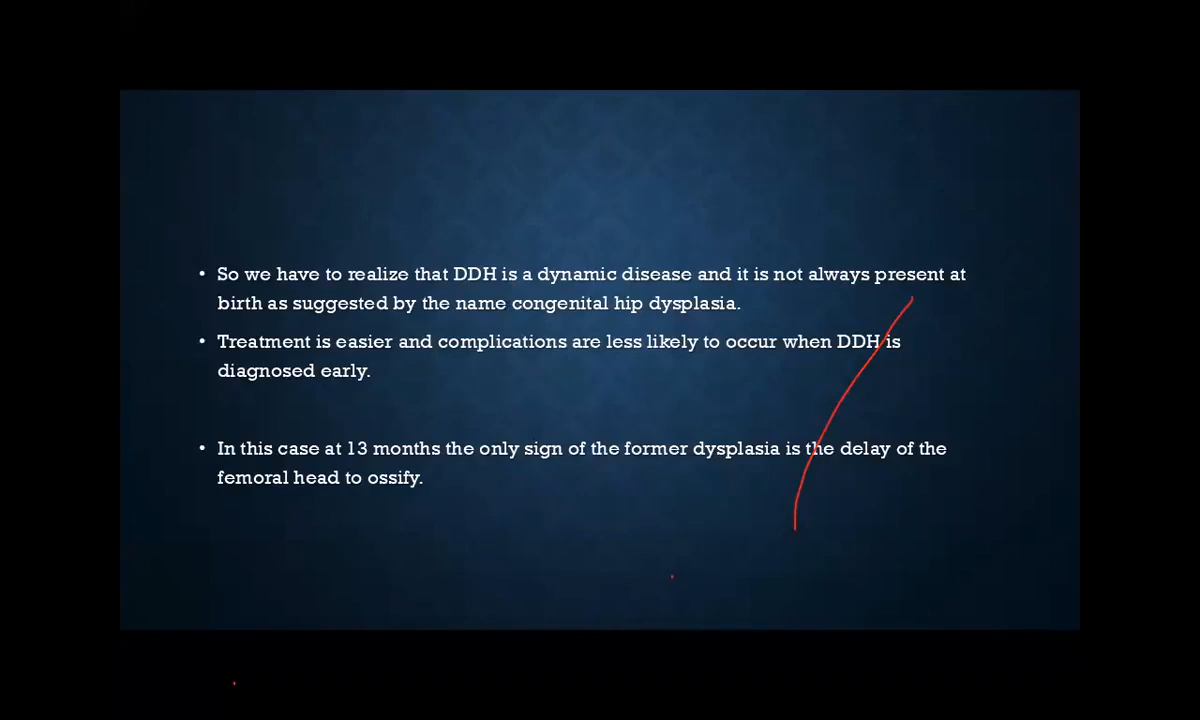 • So we have to realize that DDH is a dynamic disease and it is not always present at
birth as suggested by the name congenital hip dysplasia.
• Treatment is easier and complications are less likely to occur when DDH is
diagnosed early.
• In this case at 13 months the only sign of the former dysplasia is the delay of the
femoral head to ossify.